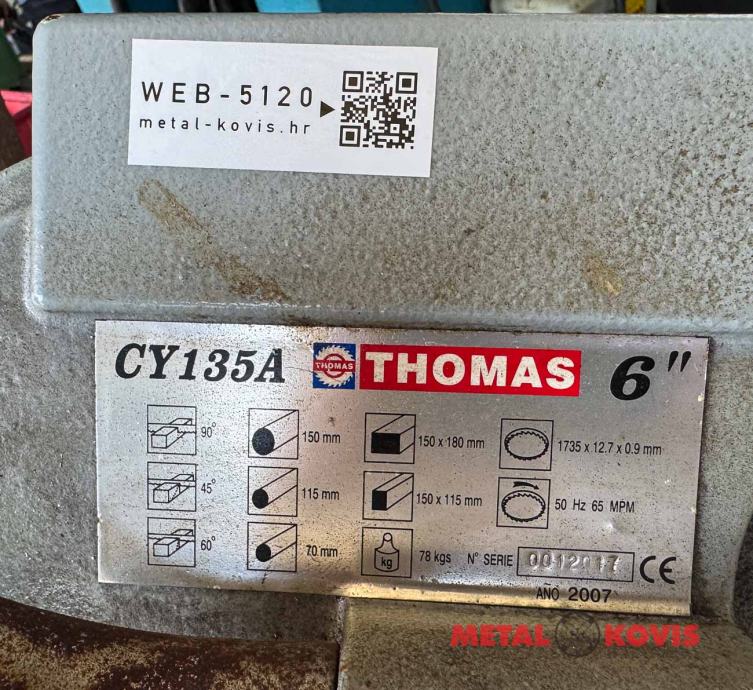 WEB-5120
metal-kovis.hr
CY135A THOMAS THOMAS 6"
90° 150 mm 150 x 180 mm 1735 x 12.7 x 0.9 mm
45° 115 mm 150 x 115 mm 50 Hz 65 MPM
60° 70 mm kg 78 kgs Nº SERIE 0012017 CE
AÑO 2007
METAL KOVIS